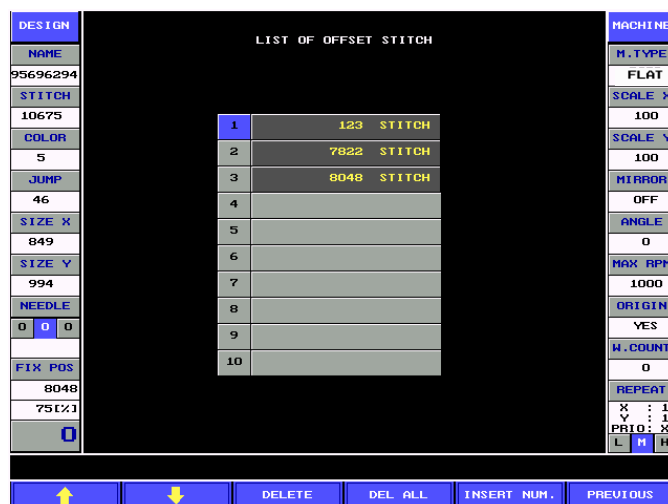 DESIGN
NAME
95696294
STITCH
10675
COLOR
5
JUMP
46
SIZE X
849
SIZE Y
994
NEEDLE
0 0 0
FIX POS
8048
75[%]
0
LIST OF OFFSET STITCH
1 123 STITCH
2 7822 STITCH
3 8048 STITCH
4
5
6
7
8
9
10
MACHINE
M.TYPE
FLAT
SCALE X
100
SCALE Y
100
MIRROR
OFF
ANGLE
0
MAX RPM
1000
ORIGIN
YES
W.COUNT
0
REPEAT
X : 1
Y : 1
PRIO: X
L M H
DELETE DEL ALL INSERT NUM. PREVIOUS